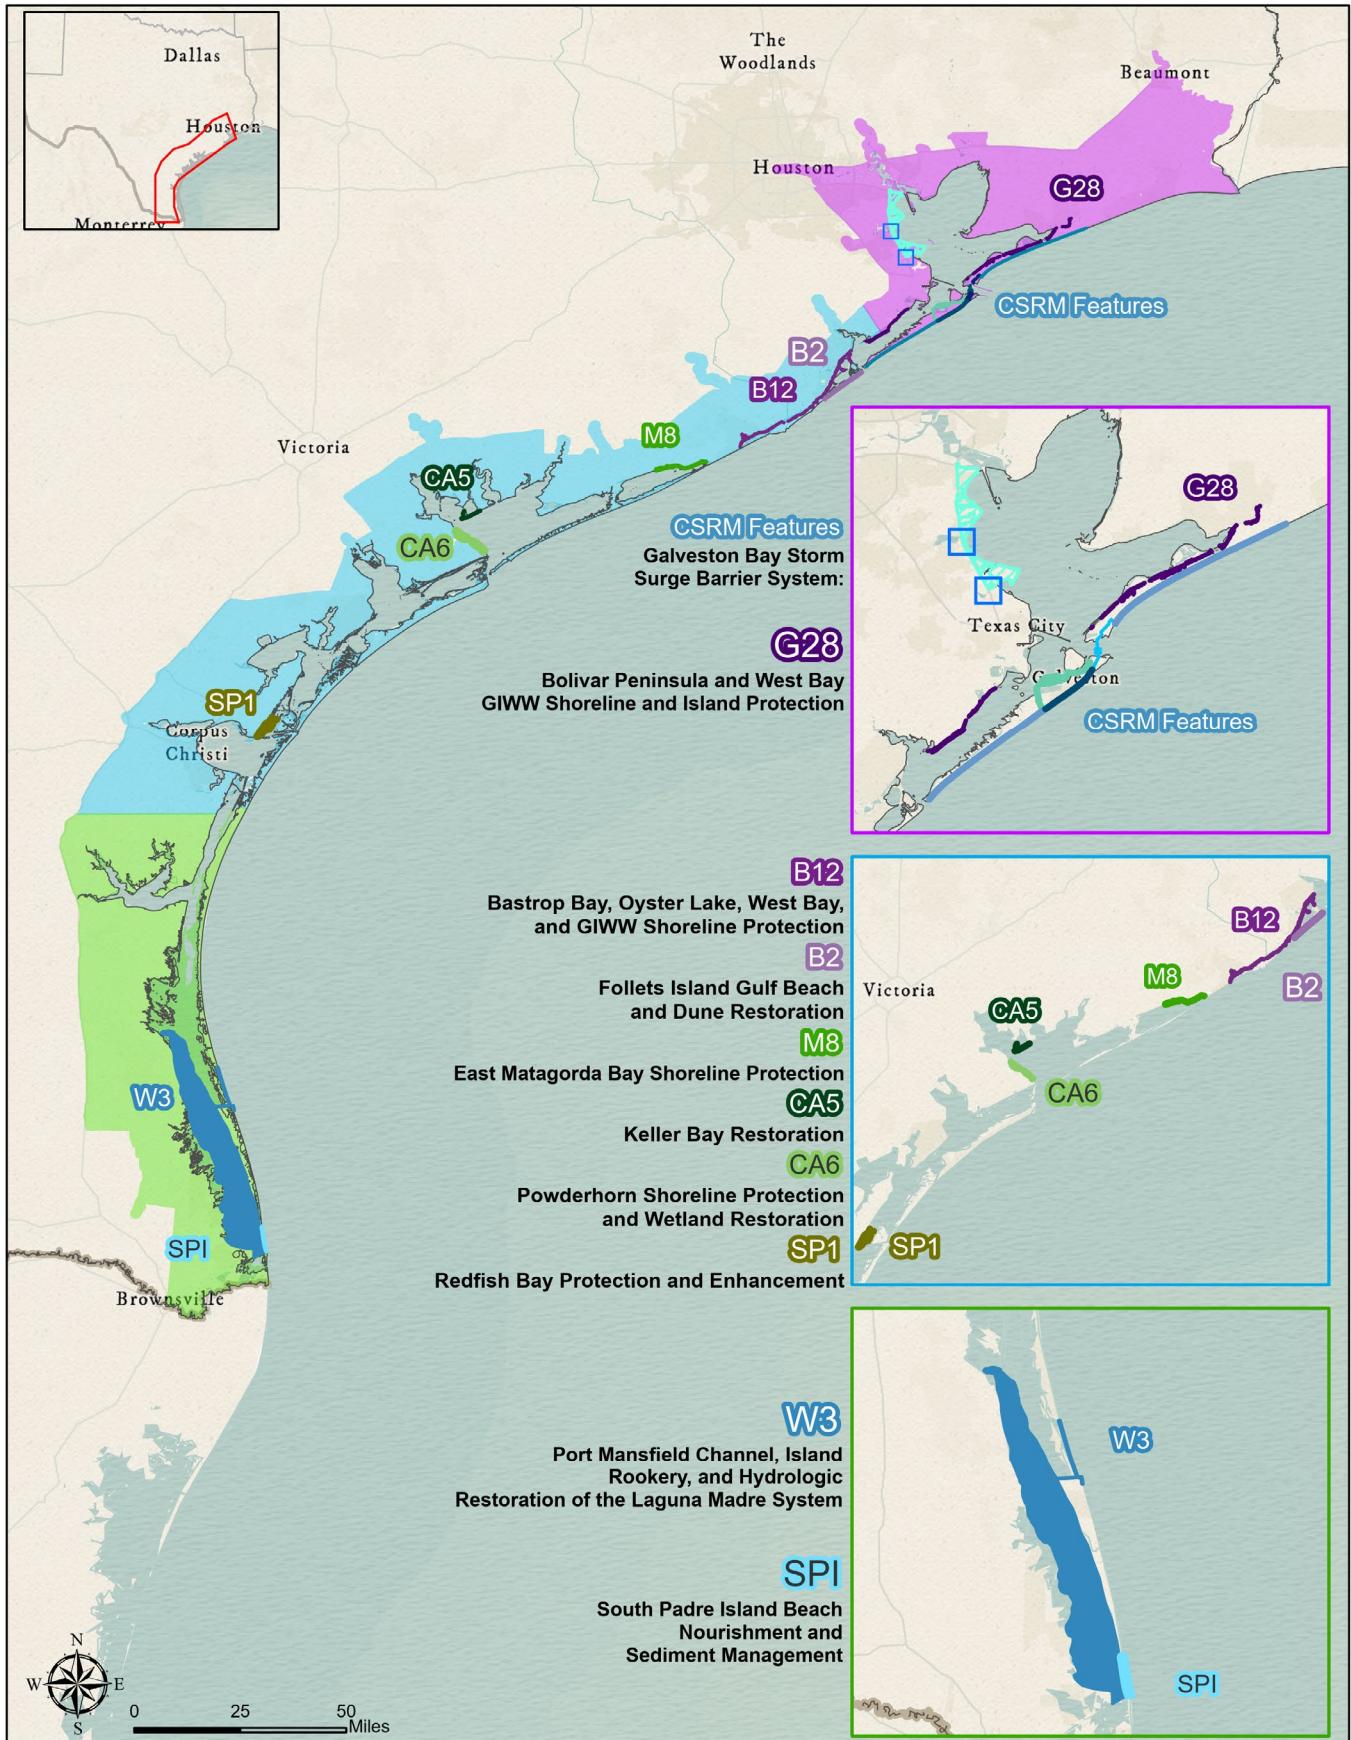 Dallas
Houston
Monterrey
The
Woodlands
Beaumont
Houston
G28
CSRM Features
B2
B12
M8
Victoria
CA5
CA6
SP1
Corpus
Christi
W3
SPI
Brownsville
CSRM Features
Galveston Bay Storm
Surge Barrier System:
G28
Bolivar Peninsula and West Bay
GIWW Shoreline and Island Protection
G28
Texas City
Galveston
CSRM Features
B12
Bastrop Bay, Oyster Lake, West Bay,
and GIWW Shoreline Protection
B2
Follets Island Gulf Beach
and Dune Restoration
M8
East Matagorda Bay Shoreline Protection
CA5
Keller Bay Restoration
CA6
Powderhorn Shoreline Protection
and Wetland Restoration
SP1
Redfish Bay Protection and Enhancement
B12
M8
B2
Victoria
CA5
CA6
SP1
W3
Port Mansfield Channel, Island
Rookery, and Hydrologic
Restoration of the Laguna Madre System
SPI
South Padre Island Beach
Nourishment and
Sediment Management
W3
SPI
N
W E
S
0 25 50
Miles